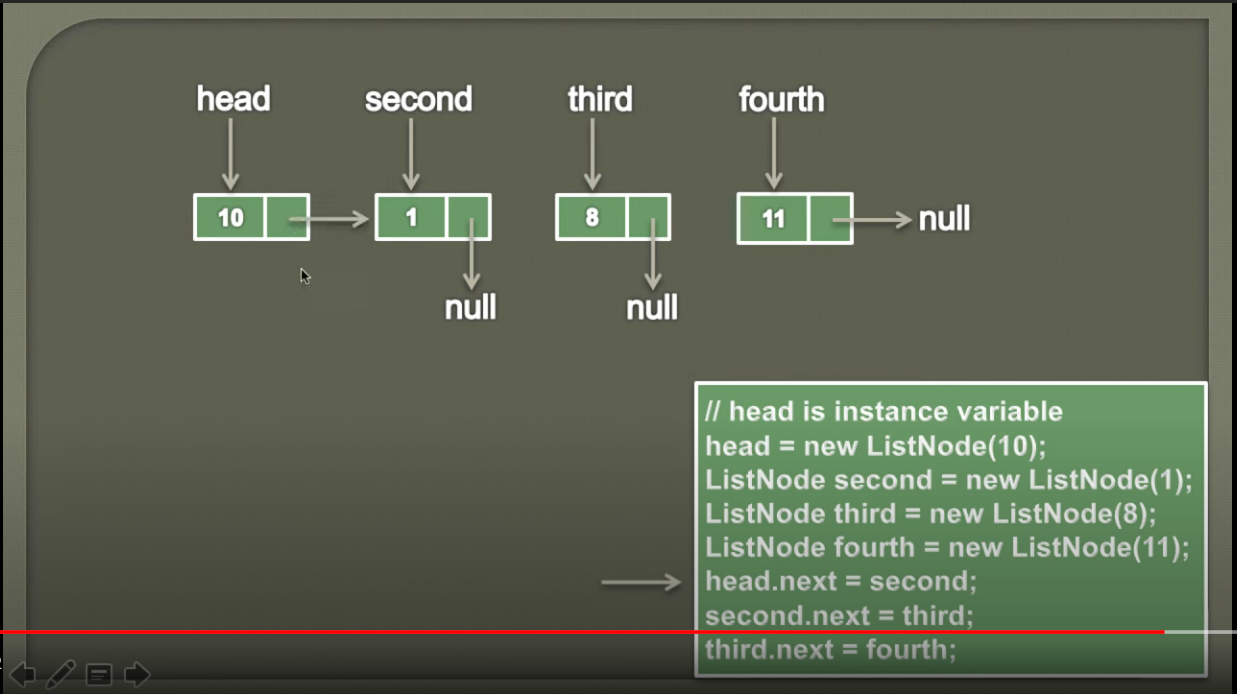 head second third fourth
10 1 8 11 null
null null
// head is instance variable
head = new ListNode(10);
ListNode second = new ListNode(1);
ListNode third = new ListNode(8);
ListNode fourth = new ListNode(11);
head.next = second;
second.next = third;
third.next = fourth;